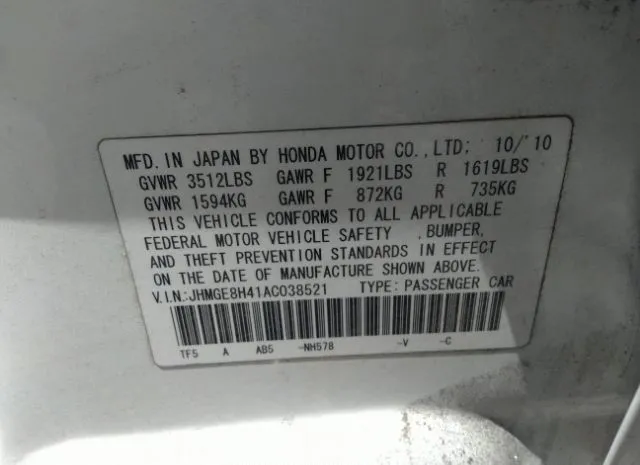 MFD. IN JAPAN BY HONDA MOTOR CO., LTD; 10/'10
GVWR 3512LBS GAWR F 1921LBS R 1619LBS
GVWR 1594KG GAWR F 872KG R 735KG
THIS VEHICLE CONFORMS TO ALL APPLICABLE
FEDERAL MOTOR VEHICLE SAFETY , BUMPER,
AND THEFT PREVENTION STANDARDS IN EFFECT
ON THE DATE OF MANUFACTURE SHOWN ABOVE.
V.I.N.:JHMGE8H41AC038521 TYPE: PASSENGER CAR
TF5 A AB5 -NH578 -V -C